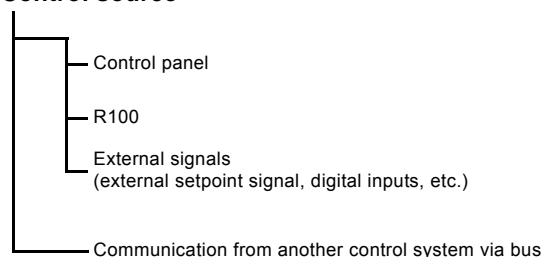 Control source
Control panel
R100
External signals
(external setpoint signal, digital inputs, etc.)
Communication from another control system via bus